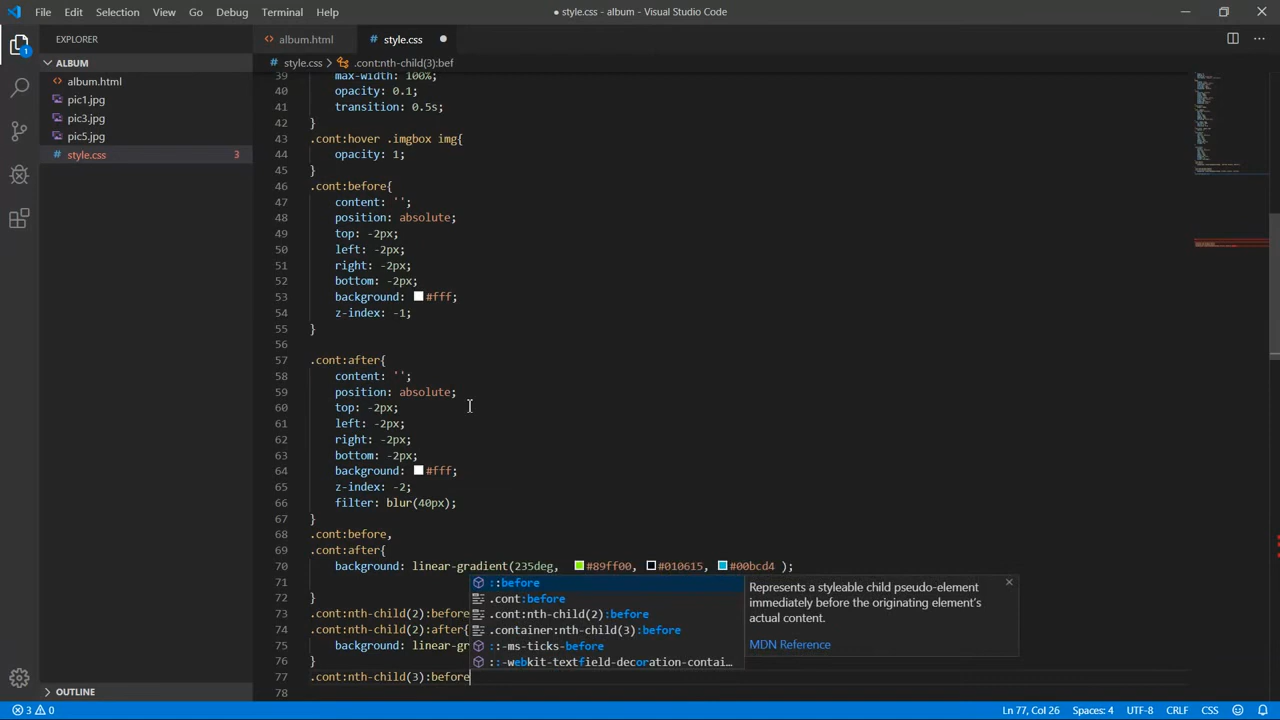 File Edit Selection View Go Debug Terminal Help
● style.css - album - Visual Studio Code
EXPLORER
album.html
style.css
ALBUM
style.css > .cont:nth-child(3):bef
album.html
pic1.jpg
pic3.jpg
pic5.jpg
style.css 3
1
39 max-width: 100%;
40 opacity: 0.1;
41 transition: 0.5s;
42 }
43 .cont:hover .imgbox img{
44 opacity: 1;
45 }
46 .cont:before{
47 content: '';
48 position: absolute;
49 top: -2px;
50 left: -2px;
51 right: -2px;
52 bottom: -2px;
53 background: #fff;
54 z-index: -1;
55 }
56
57 .cont:after{
58 content: '';
59 position: absolute;
60 top: -2px;
61 left: -2px;
62 right: -2px;
63 bottom: -2px;
64 background: #fff;
65 z-index: -2;
66 filter: blur(40px);
67 }
68 .cont:before,
69 .cont:after{
70 background: linear-gradient(235deg, #89ff00, #010615, #00bcd4 );
71
72 }
73 .cont:nth-child(2):before
74 .cont:nth-child(2):after{
75 background: linear-gr
76 }
77 .cont:nth-child(3):before
78
::before
.cont:before
.cont:nth-child(2):before
.container:nth-child(3):before
::-ms-ticks-before
::-webkit-textfield-decoration-contai...
Represents a styleable child pseudo-element
immediately before the originating element's
actual content.
MDN Reference
OUTLINE
3 0
Ln 77, Col 26 Spaces: 4 UTF-8 CRLF CSS